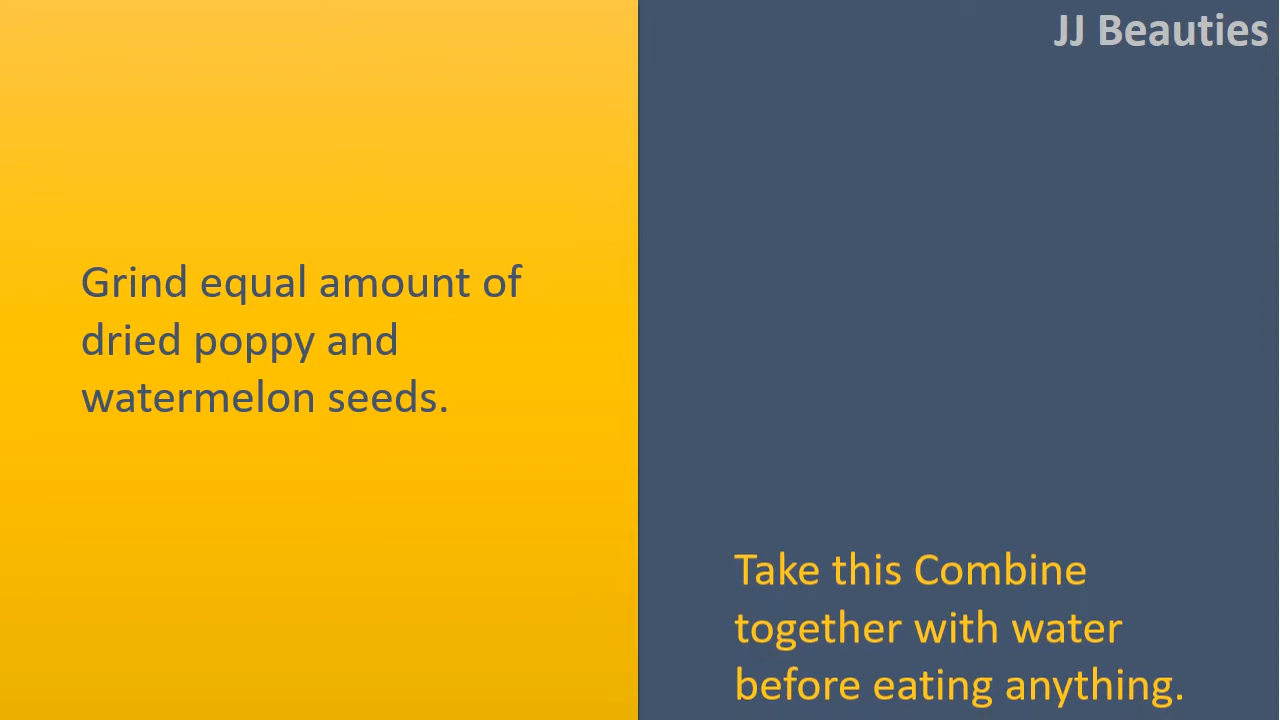 JJ Beauties
Grind equal amount of
dried poppy and
watermelon seeds.
Take this Combine
together with water
before eating anything.